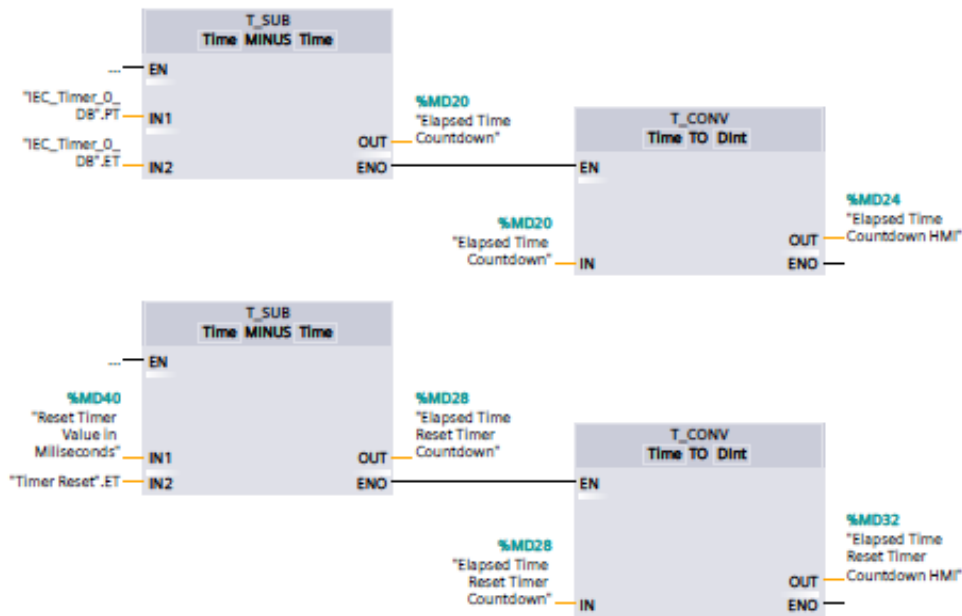 T_SUB
Time MINUS Time
...
EN
"IEC_Timer_0_
DB".PT
IN1
"IEC_Timer_0_
DB".ET
IN2
%MD20
"Elapsed Time
Countdown"
OUT
ENO
T_CONV
Time TO DInt
EN
%MD20
"Elapsed Time
Countdown"
IN
%MD24
"Elapsed Time
Countdown HMI"
OUT
ENO
T_SUB
Time MINUS Time
...
EN
%MD40
"Reset Timer
Value in
Miliseconds"
IN1
"Timer Reset".ET
IN2
%MD28
"Elapsed Time
Reset Timer
Countdown"
OUT
ENO
T_CONV
Time TO DInt
EN
%MD28
"Elapsed Time
Reset Timer
Countdown"
IN
%MD32
"Elapsed Time
Reset Timer
Countdown HMI"
OUT
ENO